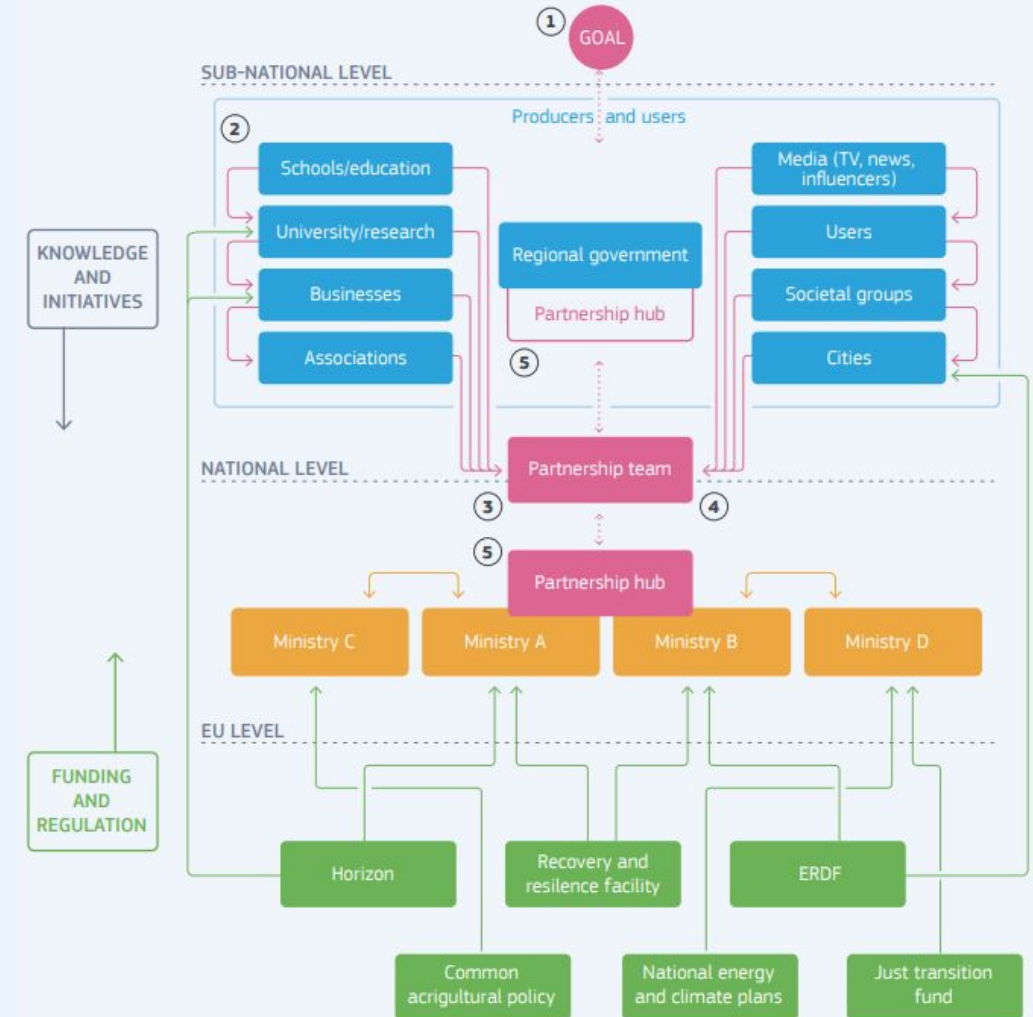 1
GOAL
SUB-NATIONAL LEVEL
Producers and users
2
Schools/education
University/research
Businesses
Associations
Regional government
Partnership hub
5
Media (TV, news,
influencers)
Users
Societal groups
Cities
KNOWLEDGE
AND
INITIATIVES
Partnership team
NATIONAL LEVEL
3
4
5
Partnership hub
Ministry C
Ministry A
Ministry B
Ministry D
EU LEVEL
FUNDING
AND
REGULATION
Horizon
Recovery and
resilence facility
ERDF
Common
acrigultural policy
National energy
and climate plans
Just transition
fund